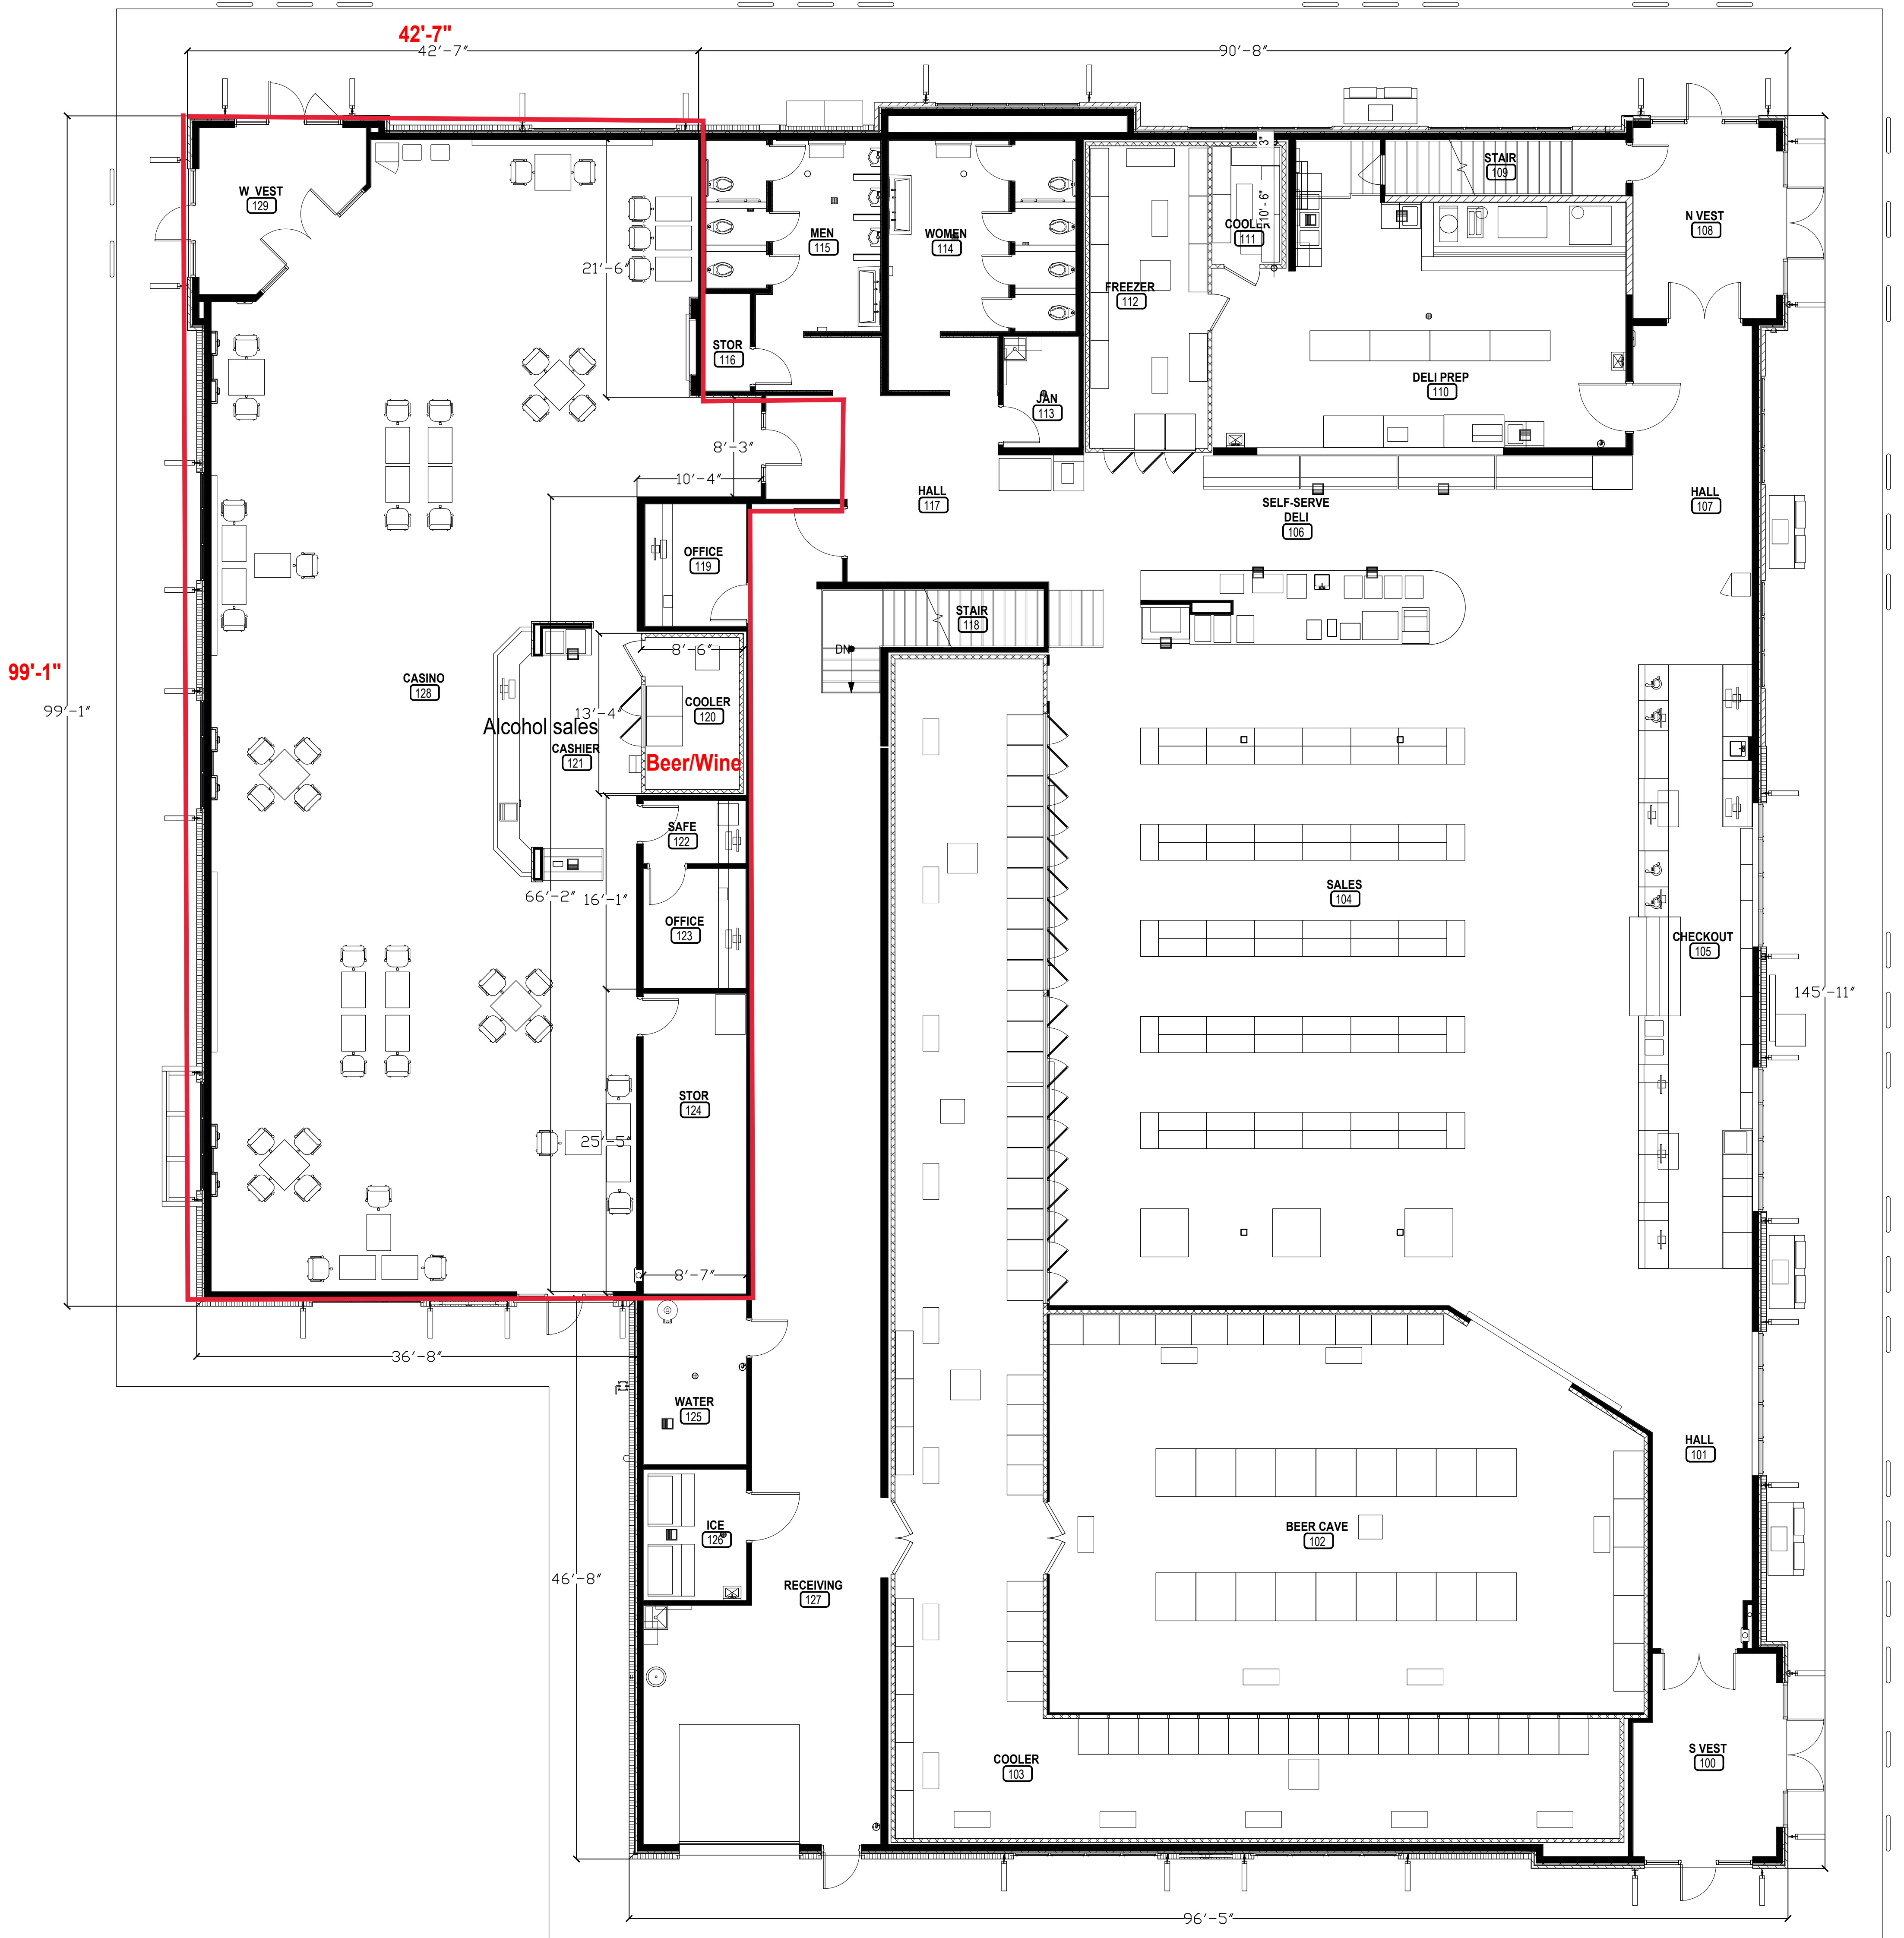 42'-7"
42'-7"
90'-8"
W VEST
129
MEN
115
WOMEN
114
COOLER
111
3"
10'-6"
STAIR
109
N VEST
108
21'-6"
FREEZER
112
STOR
116
JAN
113
DELI PREP
110
8'-3"
10'-4"
HALL
117
SELF-SERVE
DELI
106
HALL
107
OFFICE
119
STAIR
118
DN
8'-6"
99'-1"
99'-1"
CASINO
128
COOLER
120
13'-4"
Alcohol sales
CASHIER
121
Beer/Wine
SAFE
122
66'-2"
16'-1"
OFFICE
123
SALES
104
CHECKOUT
105
145'-11"
STOR
124
25'-5"
8'-7"
36'-8"
WATER
125
HALL
101
ICE
126
BEER CAVE
102
46'-8"
RECEIVING
127
COOLER
103
S VEST
100
96'-5"